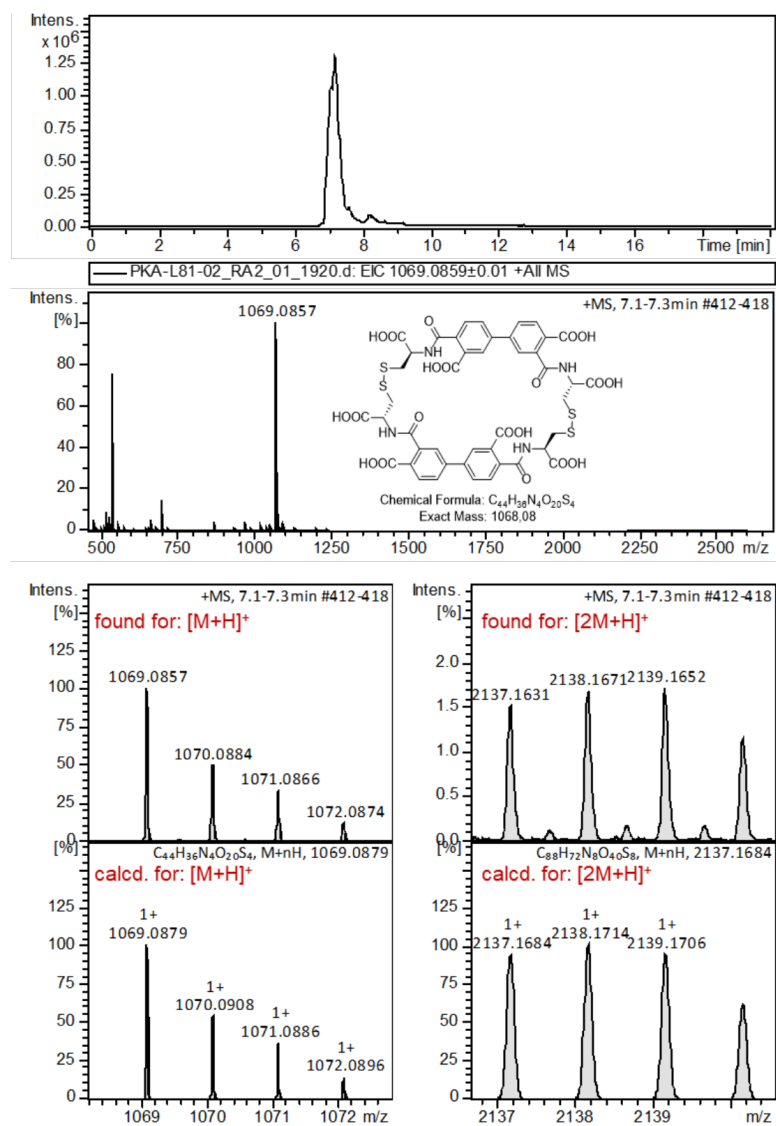 Intens.
x10⁶
1.25
1.00
0.75
0.50
0.25
0.00
0 2 4 6 8 10 12 14 16 Time [min]
PKA-L81-02_RA2_01_1920.d: EIC 1069.0859±0.01 +All MS
Intens.
[%]
+MS, 7.1-7.3min #412-418
1069.0857
80
60
40
20
0
HOOC O COOH
NH HOOC O NH
S COOH
S S
HOOC S
NH O COOH HN
HOOC O COOH
Chemical Formula: C₄₄H₃₆N₄O₂₀S₄
Exact Mass: 1068,08
500 750 1000 1250 1500 1750 2000 2250 2500 m/z
Intens.
[%]
+MS, 7.1-7.3min #412-418
found for: [M+H]⁺
125
100
75
50
25
0
1069.0857
1070.0884
1071.0866
1072.0874
Intens.
[%]
+MS, 7.1-7.3min #412-418
found for: [2M+H]⁺
2.0
1.5
1.0
0.5
0.0
2137.1631
2138.1671
2139.1652
[%]
C₄₄H₃₆N₄O₂₀S₄, M+nH, 1069.0879
calcd. for: [M+H]⁺
125
100
75
50
25
0
1+
1069.0879
1+
1070.0908
1+
1071.0886
1+
1072.0896
1069 1070 1071 1072 m/z
[%]
C₈₈H₇₂N₈O₄₀S₈, M+nH, 2137.1684
calcd. for: [2M+H]⁺
125
100
75
50
25
0
1+
2137.1684
1+
2138.1714
1+
2139.1706
2137 2138 2139 m/z